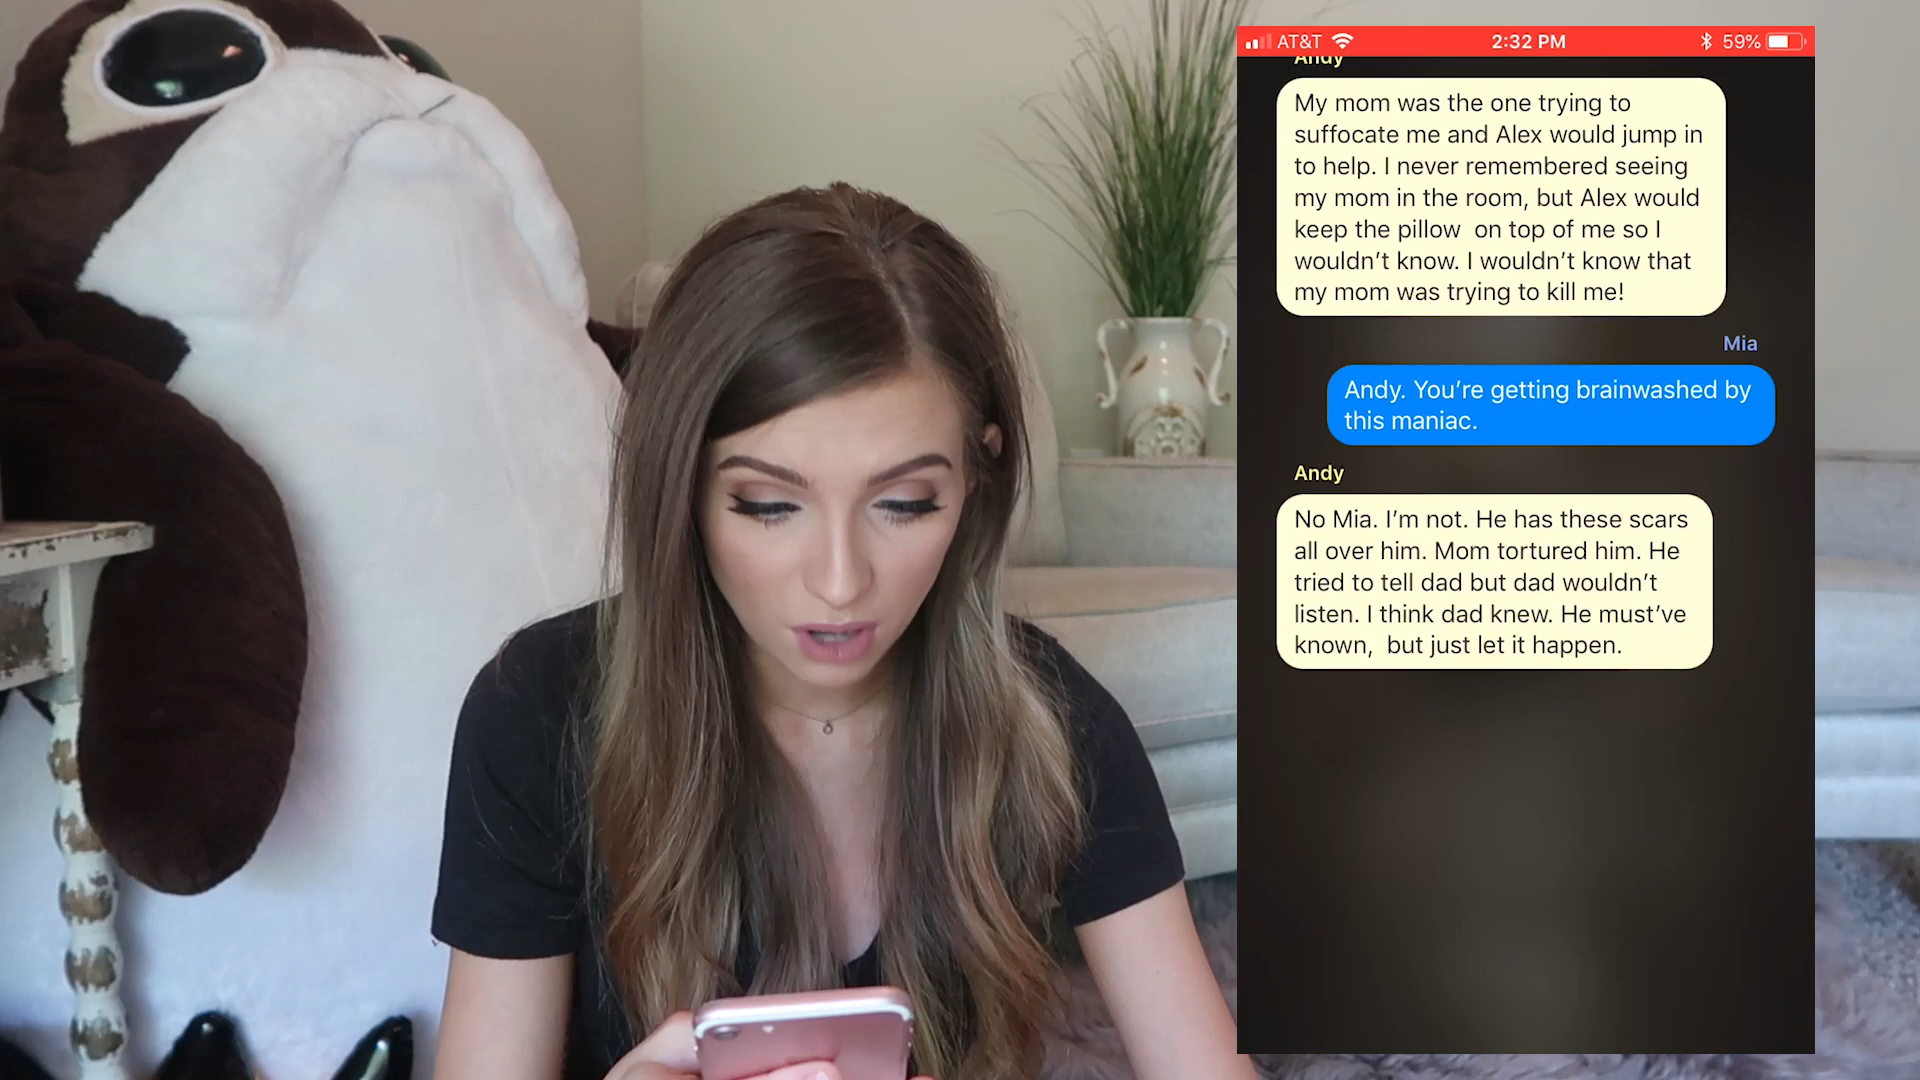 AT&T 2:32 PM 59%
Andy
My mom was the one trying to
suffocate me and Alex would jump in
to help. I never remembered seeing
my mom in the room, but Alex would
keep the pillow  on top of me so I
wouldn't know. I wouldn't know that
my mom was trying to kill me!
Mia
Andy. You're getting brainwashed by
this maniac.
Andy
No Mia. I'm not. He has these scars
all over him. Mom tortured him. He
tried to tell dad but dad wouldn't
listen. I think dad knew. He must've
known,  but just let it happen.